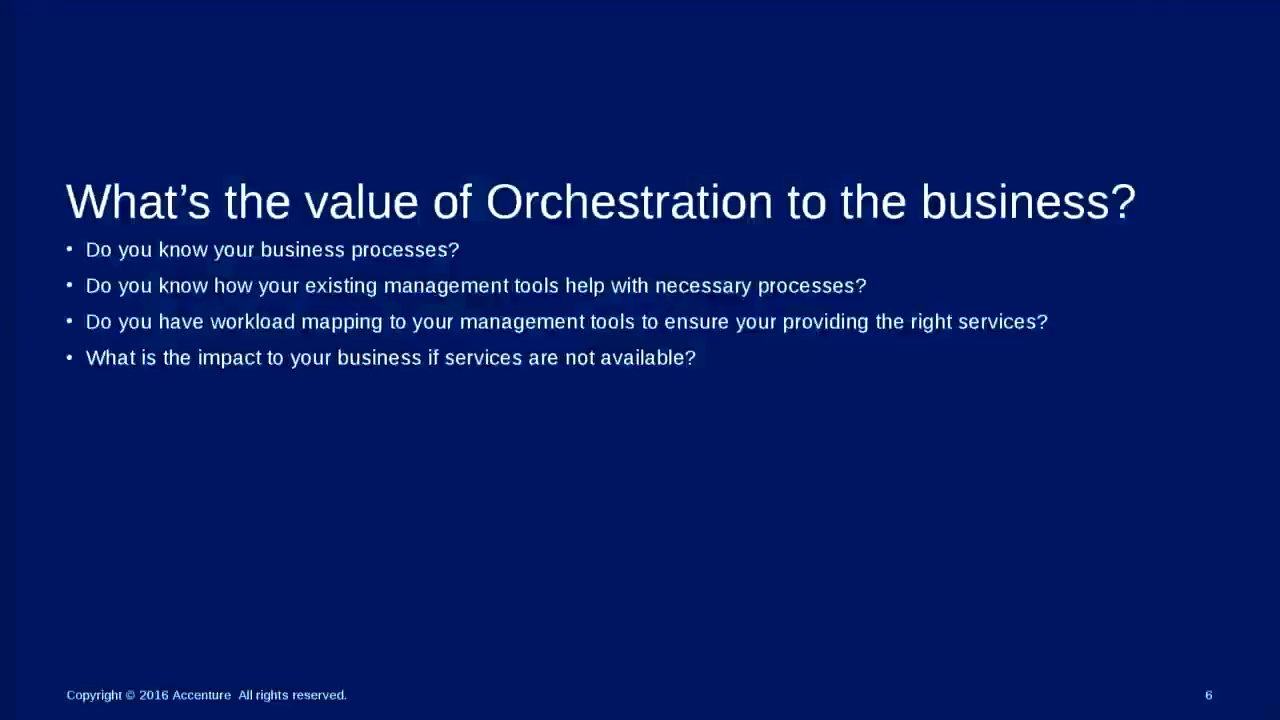 What’s the value of Orchestration to the business?
• Do you know your business processes?
• Do you know how your existing management tools help with necessary processes?
• Do you have workload mapping to your management tools to ensure your providing the right services?
• What is the impact to your business if services are not available?
Copyright © 2016 Accenture All rights reserved.
6